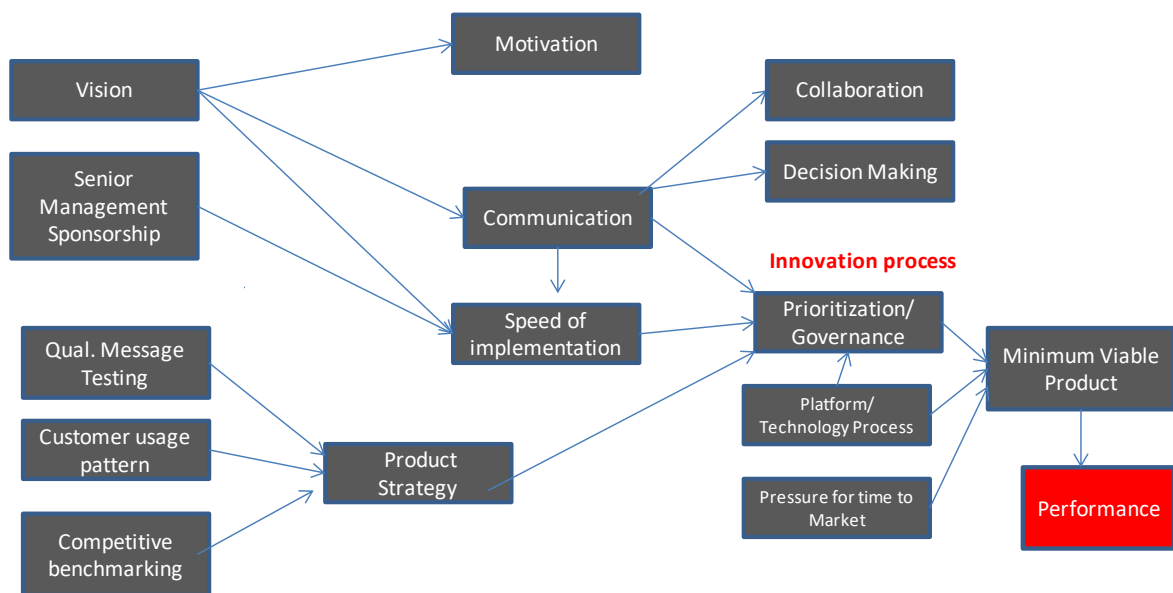 Motivation
Vision
Collaboration
Senior
Management
Sponsorship
Decision Making
Communication
Innovation process
Speed of
implementation
Prioritization/
Governance
Qual. Message
Testing
Minimum Viable
Product
Platform/
Technology Process
Customer usage
pattern
Product
Strategy
Pressure for time to
Market
Performance
Competitive
benchmarking